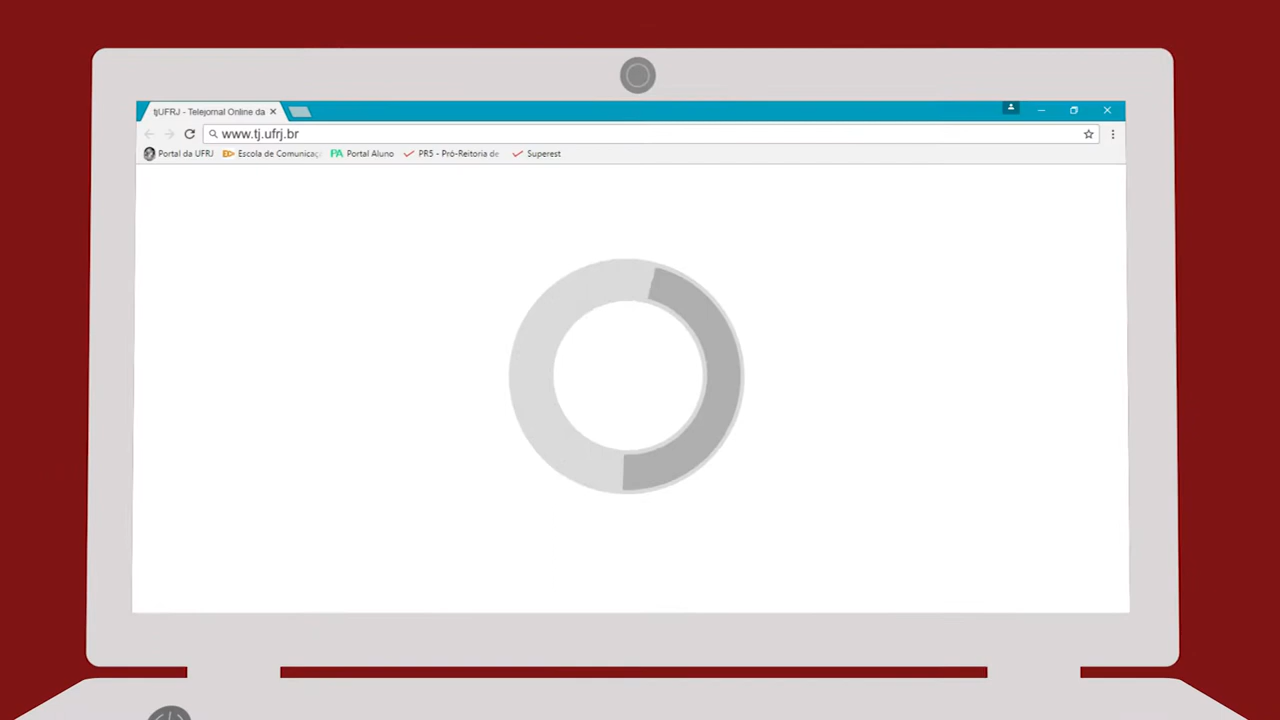 tjUFRJ - Telejornal Online da
www.tj.ufrj.br
Portal da UFRJ Escola de Comunicaç PA Portal Aluno PR5 - Pró-Reitoria de Superest